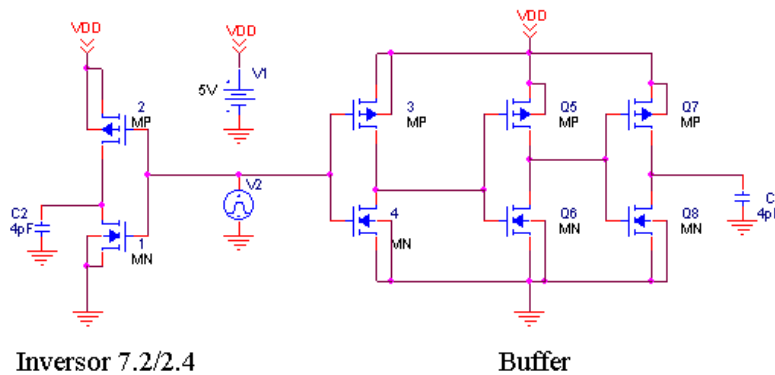 VDD
VDD
VDD
2
MP
5V
V1
3
MP
Q5
MP
Q7
MP
V2
C2
4pF
1
MN
4
MN
Q6
MN
Q8
MN
C
4p
Inversor 7.2/2.4
Buffer